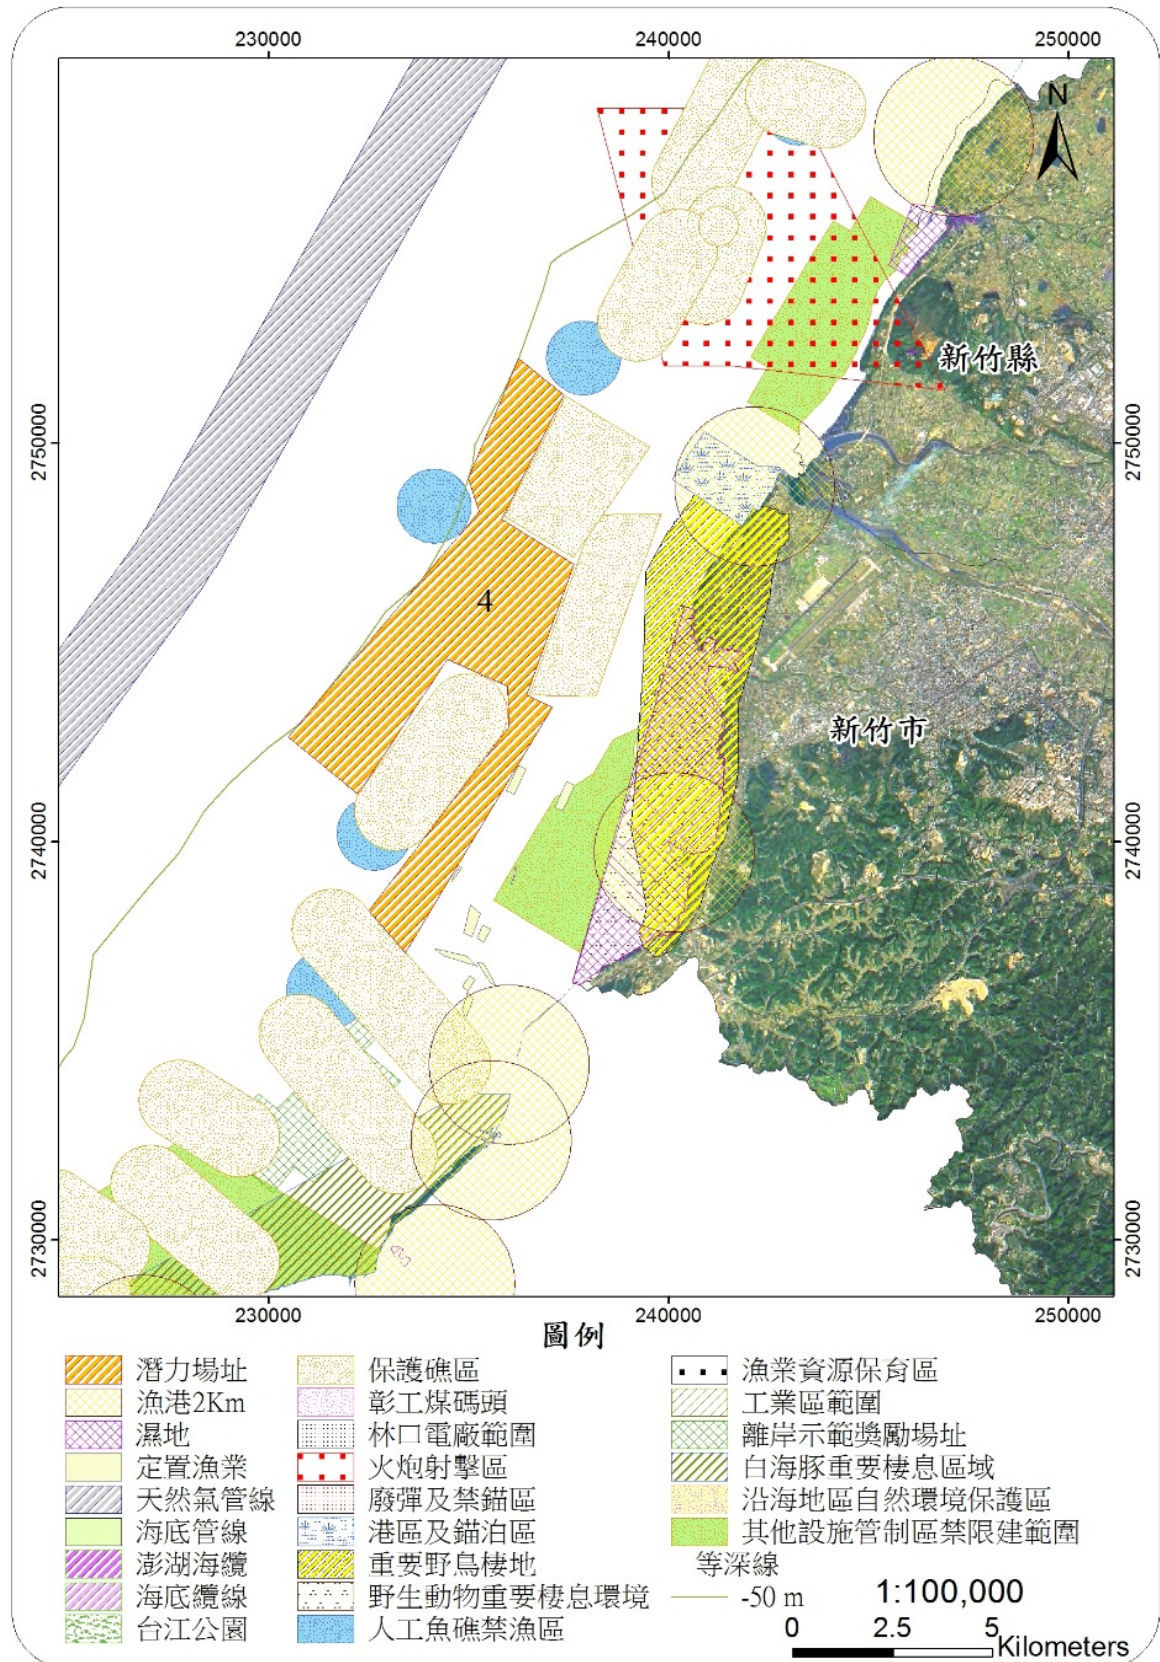 230000 240000 250000
N
新竹縣
2750000 2750000
4
新竹市
2740000 2740000
2730000 2730000
230000 240000 250000
圖例
潛力場址
漁港2Km
濕地
定置漁業
天然氣管線
海底管線
澎湖海纜
海底纜線
台江公園
保護礁區
彰工煤碼頭
林口電廠範圍
火炮射擊區
廢彈及禁錨區
港區及錨泊區
重要野鳥棲地
野生動物重要棲息環境
人工魚礁禁漁區
漁業資源保育區
工業區範圍
離岸示範獎勵場址
白海豚重要棲息區域
沿海地區自然環境保護區
其他設施管制區禁限建範圍
等深線
-50 m
1:100,000
0 2.5 5
Kilometers